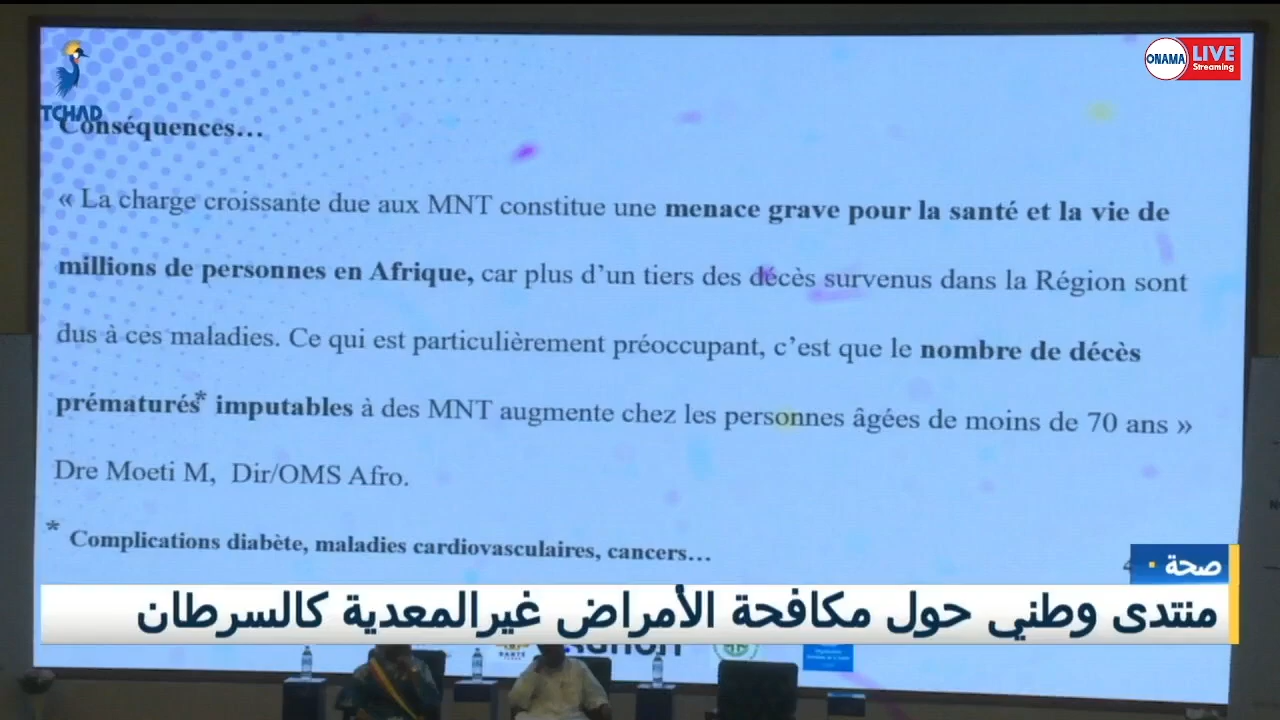 TCHAD
ONAMA
LIVE
Streaming
Conséquences…
« La charge croissante due aux MNT constitue une menace grave pour la santé et la vie de
millions de personnes en Afrique, car plus d’un tiers des décès survenus dans la Région sont
dus à ces maladies. Ce qui est particulièrement préoccupant, c’est que le nombre de décès
prématurés* imputables à des MNT augmente chez les personnes âgées de moins de 70 ans »
Dre Moeti M, Dir/OMS Afro.
* Complications diabète, maladies cardiovasculaires, cancers…
صحة
منتدى وطني حول مكافحة الأمراض غيرالمعدية كالسرطان